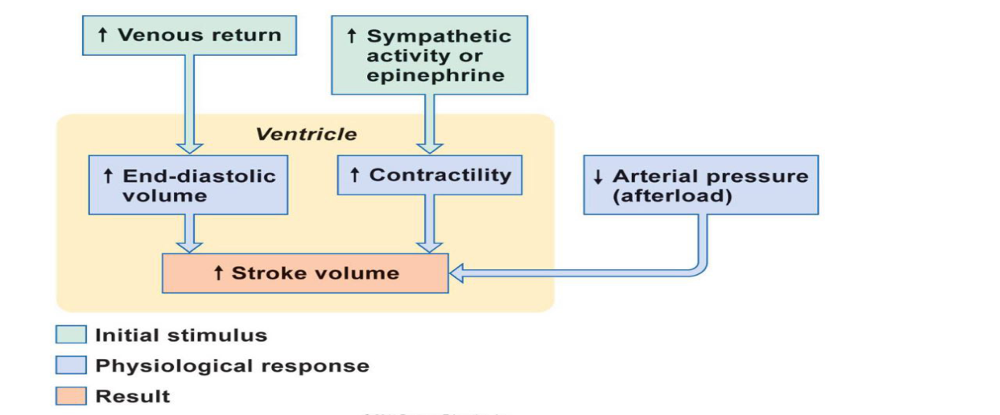 ↑ Venous return
↑ Sympathetic
activity or
epinephrine
Ventricle
↑ End-diastolic
volume
↑ Contractility
↓ Arterial pressure
(afterload)
↑ Stroke volume
Initial stimulus
Physiological response
Result